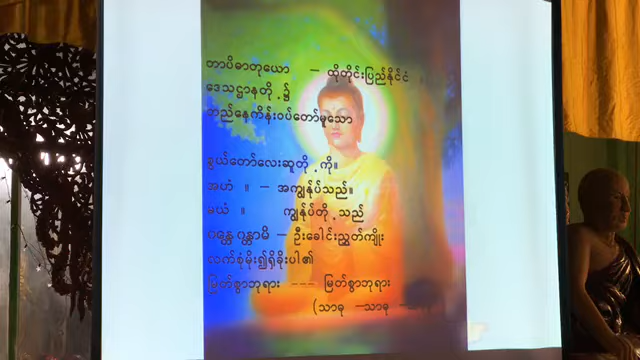 တာပိဓာတုယော — ထိုတိုင်းပြည်နိုင်ငံ
ဒေသဌာနတို့၌
တည်နေကိန်းဝပ်တော်မူသော
စွယ်တော်လေးဆူတို့ကို။
အဟံ ။ — အကျွန်ုပ်သည်။
မယံ ။ ကျွန်ုပ်တို့သည်
ဝန္တေ ဝန္တာမိ — ဦးခေါင်းညွှတ်ကျိုး
လက်စုံမိုး၍ရှိခိုးပါ၏
မြတ်စွာဘုရား --- မြတ်စွာဘုရား
(သာဓု —သာဓု —